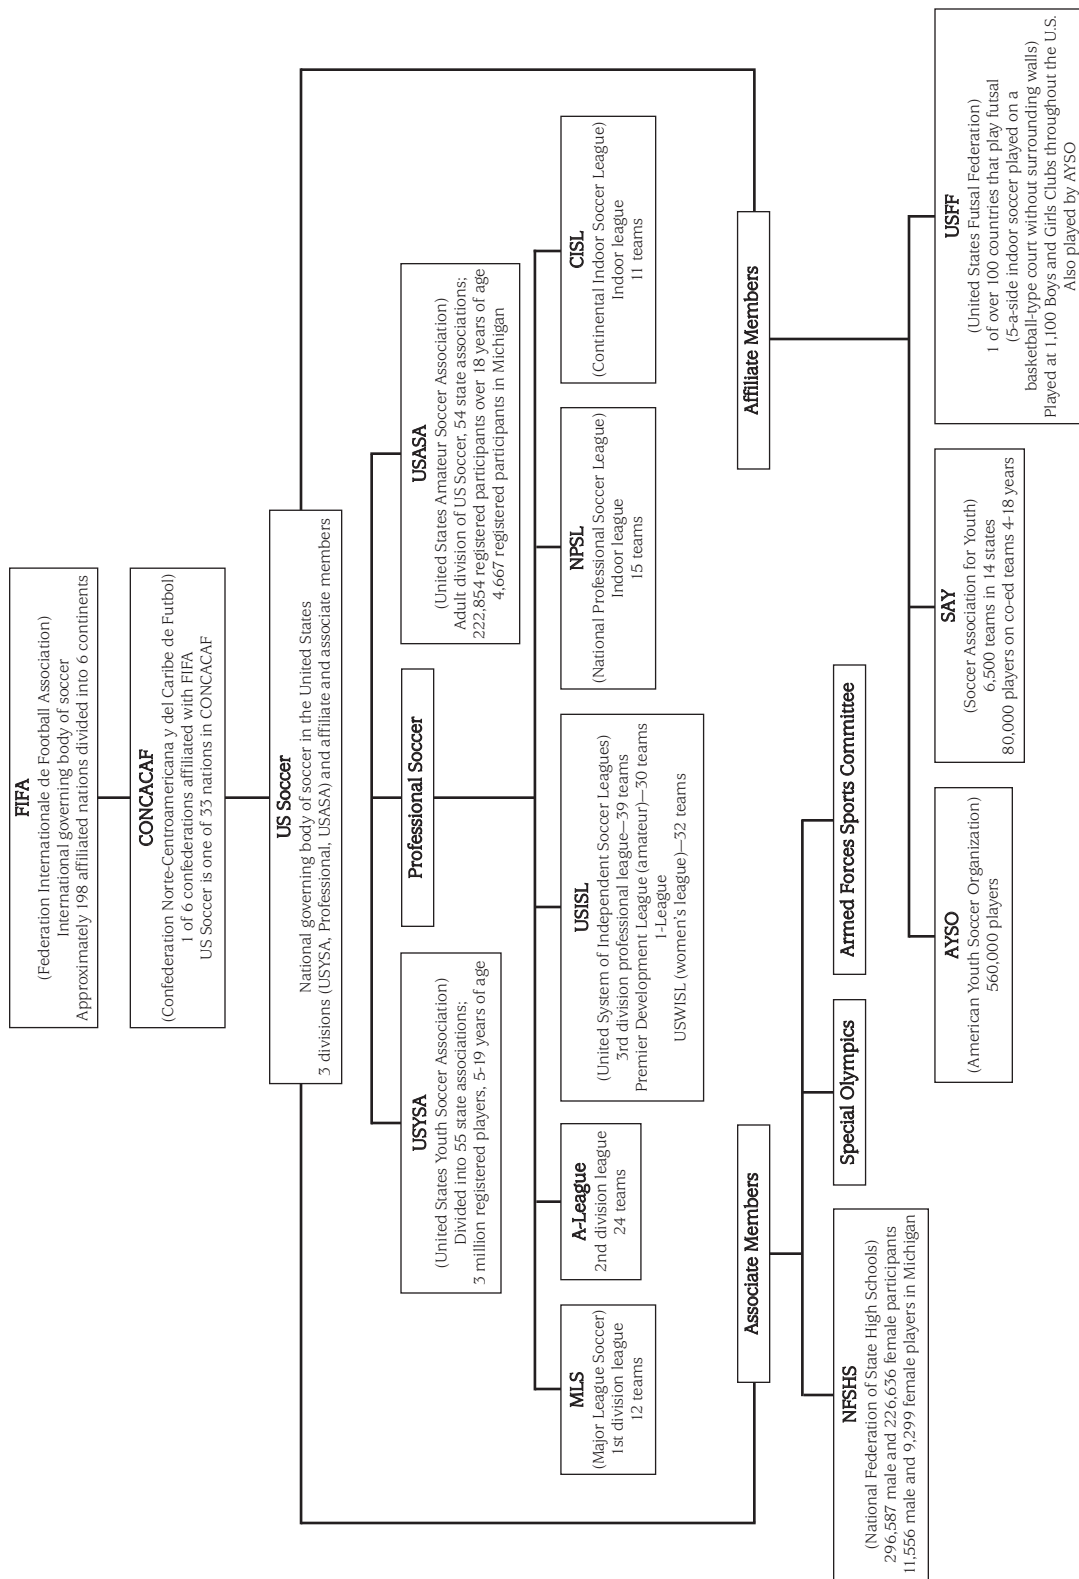 FIFA
(Federation Internationale de Football Association)
International governing body of soccer
Approximately 198 affiliated nations divided into 6 continents
CONCACAF
(Confederation Norte-Centroamericana y del Caribe de Futbol)
1 of 6 confederations affiliated with FIFA
US Soccer is one of 33 nations in CONCACAF
US Soccer
National governing body of soccer in the United States
3 divisions (USYSA, Professional, USASA) and affiliate and associate members
USYSA
(United States Youth Soccer Association)
Divided into 55 state associations;
3 million registered players, 5-19 years of age
Professional Soccer
USASA
(United States Amateur Soccer Association)
Adult division of US Soccer, 54 state associations;
222,854 registered participants over 18 years of age
4,667 registered participants in Michigan
MLS
(Major League Soccer)
1st division league
12 teams
A-League
2nd division league
24 teams
USISL
(United System of Independent Soccer Leagues)
3rd division professional league—39 teams
Premier Development League (amateur)—30 teams
1-League
USWISL (women's league)—32 teams
NPSL
(National Professional Soccer League)
Indoor league
15 teams
CISL
(Continental Indoor Soccer League)
Indoor league
11 teams
Associate Members
Affiliate Members
NFSHS
(National Federation of State High Schools)
296,587 male and 226,636 female participants
11,556 male and 9,299 female players in Michigan
Special Olympics
Armed Forces Sports Committee
AYSO
(American Youth Soccer Organization)
560,000 players
SAY
(Soccer Association for Youth)
6,500 teams in 14 states
80,000 players on co-ed teams 4-18 years
USFF
(United States Futsal Federation)
1 of over 100 countries that play futsal
(5-a-side indoor soccer played on a
basketball-type court without surrounding walls)
Played at 1,100 Boys and Girls Clubs throughout the U.S.
Also played by AYSO